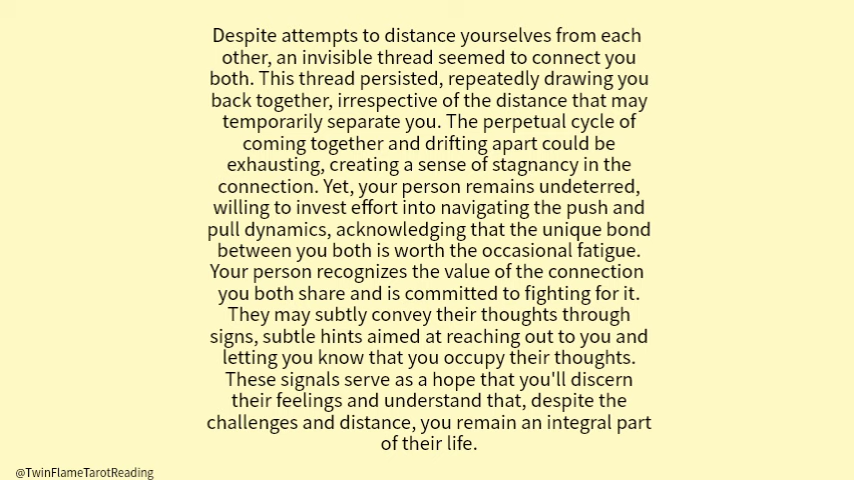 Despite attempts to distance yourselves from each
other, an invisible thread seemed to connect you
both. This thread persisted, repeatedly drawing you
back together, irrespective of the distance that may
temporarily separate you. The perpetual cycle of
coming together and drifting apart could be
exhausting, creating a sense of stagnancy in the
connection. Yet, your person remains undeterred,
willing to invest effort into navigating the push and
pull dynamics, acknowledging that the unique bond
between you both is worth the occasional fatigue.
Your person recognizes the value of the connection
you both share and is committed to fighting for it.
They may subtly convey their thoughts through
signs, subtle hints aimed at reaching out to you and
letting you know that you occupy their thoughts.
These signals serve as a hope that you'll discern
their feelings and understand that, despite the
challenges and distance, you remain an integral part
of their life.
@TwinFlameTarotReading